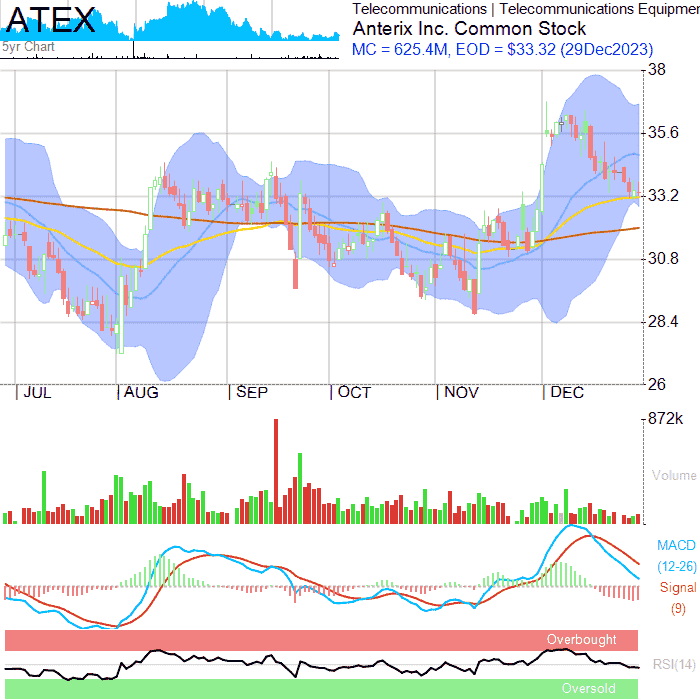 ATEX
5yr Chart
Telecommunications | Telecommunications Equipmer
Anterix Inc. Common Stock
MC = 625.4M, EOD = $33.32 (29Dec2023)
38
35.6
33.2
30.8
28.4
26
JUL AUG SEP OCT NOV DEC
872k
Volume
MACD
(12-26)
Signal
(9)
Overbought
RSI(14)
Oversold